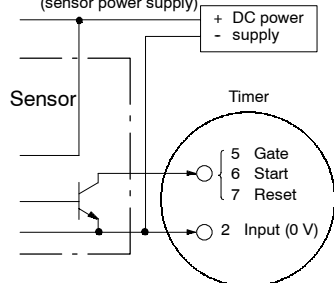 (sensor power supply)
+ DC power
- supply
Sensor
Timer
5 Gate
6 Start
7 Reset
2 Input (0 V)